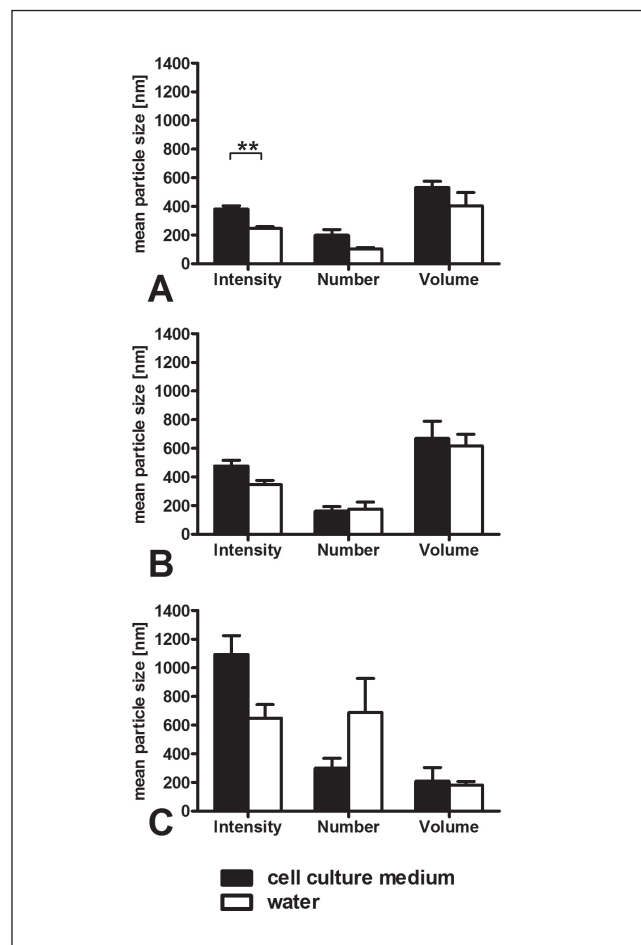 mean particle size [nm]
1400
1200
1000
800
600
400
200
0
**
Intensity Number Volume
A
mean particle size [nm]
1400
1200
1000
800
600
400
200
0
Intensity Number Volume
B
mean particle size [nm]
1400
1200
1000
800
600
400
200
0
Intensity Number Volume
C
cell culture medium
water